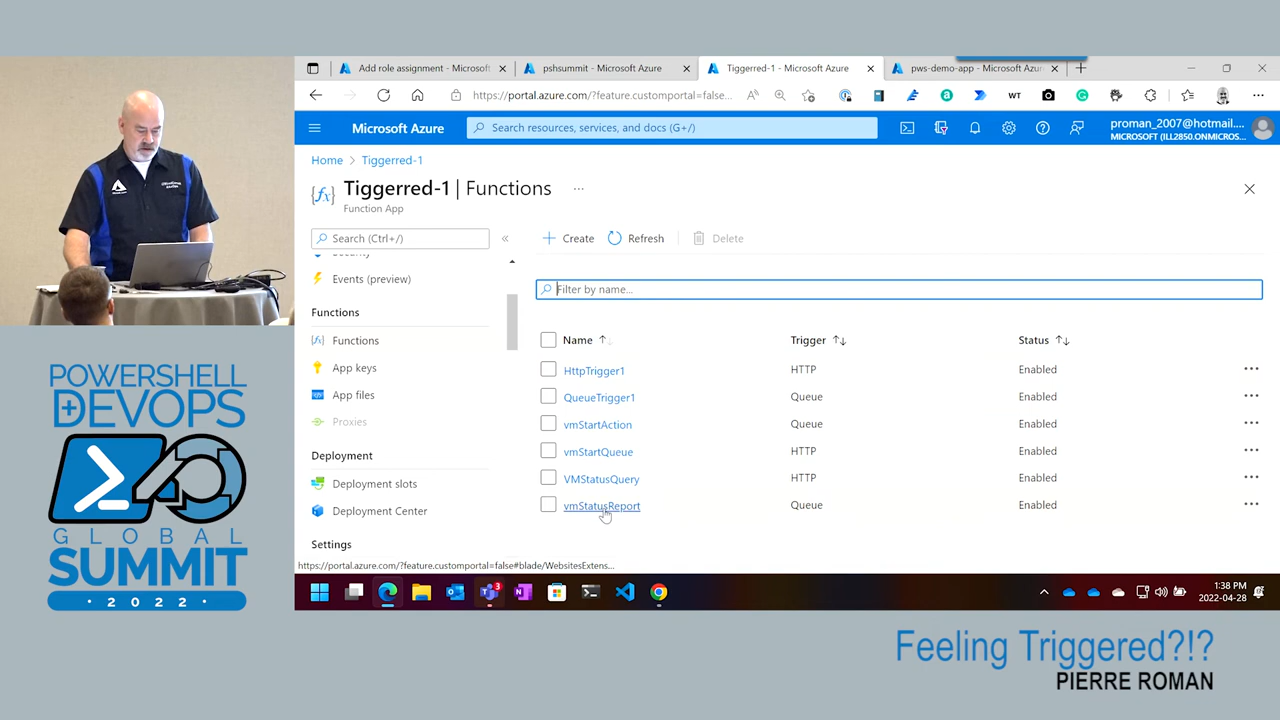 Add role assignment - Microsoft
pshsummit - Microsoft Azure
Tiggerred-1 - Microsoft Azure
pws-demo-app - Microsoft Azur
https://portal.azure.com/?feature.customportal=false...
WT
Microsoft Azure
Search resources, services, and docs (G+/)
proman_2007@hotmail....
MICROSOFT (ILL2850.ONMICROS...
Home > Tiggerred-1
{fx} Tiggerred-1 | Functions ...
Function App
Search (Ctrl+/)
Create
Refresh
Delete
Security
Events (preview)
Filter by name...
Functions
Functions
App keys
App files
Proxies
Deployment
Deployment slots
Deployment Center
Settings
Name Trigger Status
HttpTrigger1 HTTP Enabled
QueueTrigger1 Queue Enabled
vmStartAction Queue Enabled
vmStartQueue HTTP Enabled
VMStatusQuery HTTP Enabled
vmStatusReport Queue Enabled
https://portal.azure.com/?feature.customportal=false#blade/WebsitesExtens...
3
1:38 PM
2022-04-28
POWERSHELL
+DEVOPS
GLOBAL
SUMMIT
· 2 0 2 2 ·
Feeling Triggered?!?
PIERRE ROMAN